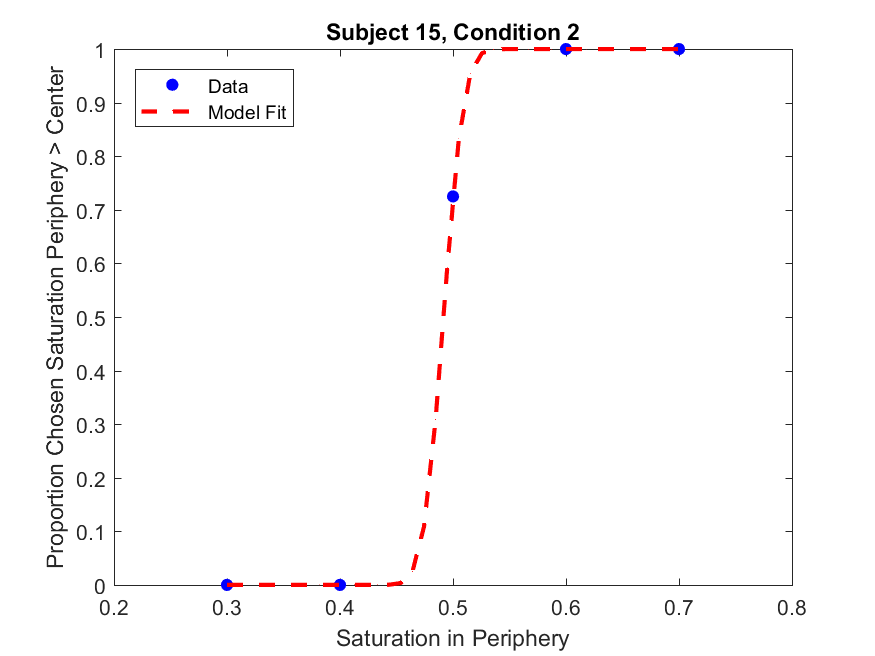 Subject 15, Condition 2
Data
Model Fit
Proportion Chosen Saturation Periphery > Center
1
0.9
0.8
0.7
0.6
0.5
0.4
0.3
0.2
0.1
0
0.2 0.3 0.4 0.5 0.6 0.7 0.8
Saturation in Periphery